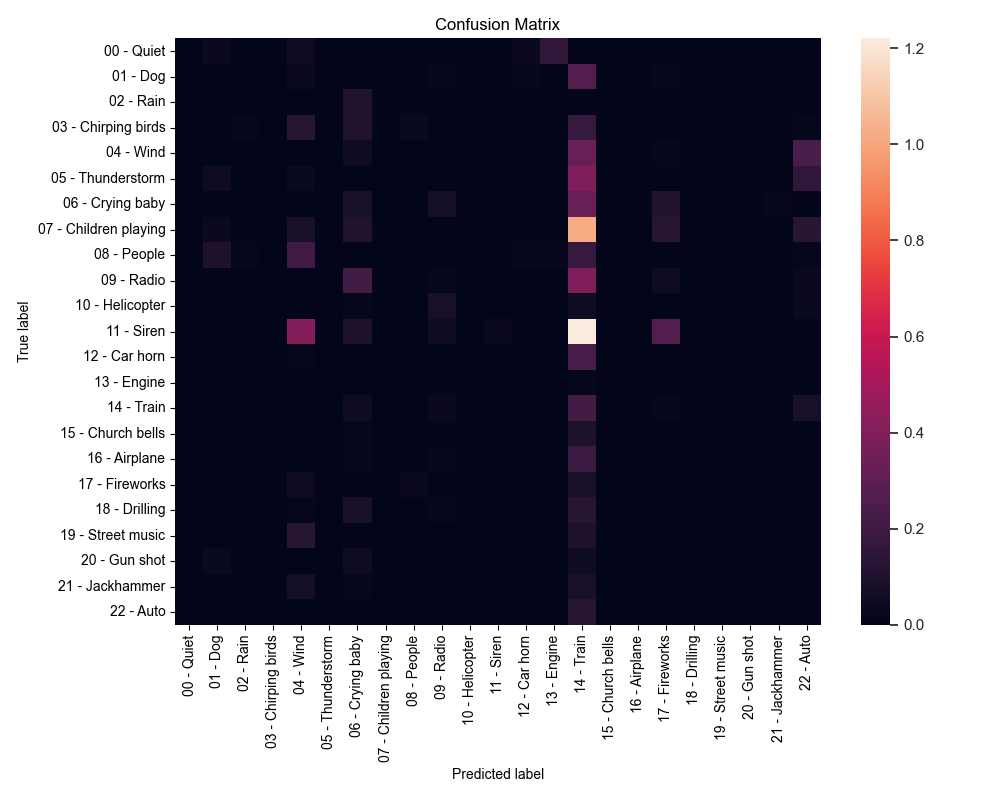 Confusion Matrix
True label
00 - Quiet
01 - Dog
02 - Rain
03 - Chirping birds
04 - Wind
05 - Thunderstorm
06 - Crying baby
07 - Children playing
08 - People
09 - Radio
10 - Helicopter
11 - Siren
12 - Car horn
13 - Engine
14 - Train
15 - Church bells
16 - Airplane
17 - Fireworks
18 - Drilling
19 - Street music
20 - Gun shot
21 - Jackhammer
22 - Auto
00 - Quiet
01 - Dog
02 - Rain
03 - Chirping birds
04 - Wind
05 - Thunderstorm
06 - Crying baby
07 - Children playing
08 - People
09 - Radio
10 - Helicopter
11 - Siren
12 - Car horn
13 - Engine
14 - Train
15 - Church bells
16 - Airplane
17 - Fireworks
18 - Drilling
19 - Street music
20 - Gun shot
21 - Jackhammer
22 - Auto
Predicted label
1.2
1.0
0.8
0.6
0.4
0.2
0.0